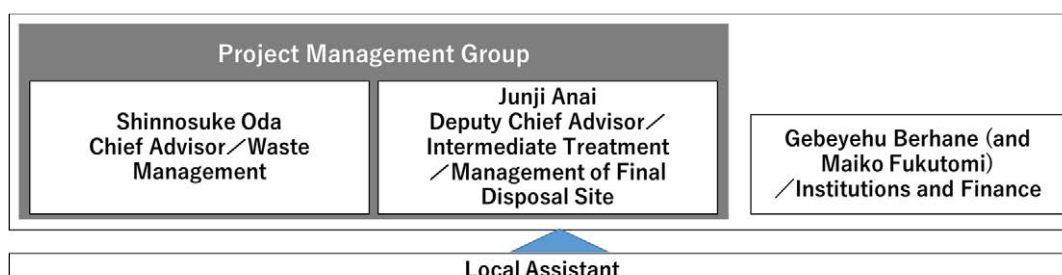 Project Management Group
Shinnosuke Oda
Chief Advisor／Waste
Management
Junji Anai
Deputy Chief Advisor／
Intermediate Treatment
／Management of Final
Disposal Site
Gebeyehu Berhane (and
Maiko Fukutomi)
／Institutions and Finance
Local Assistant